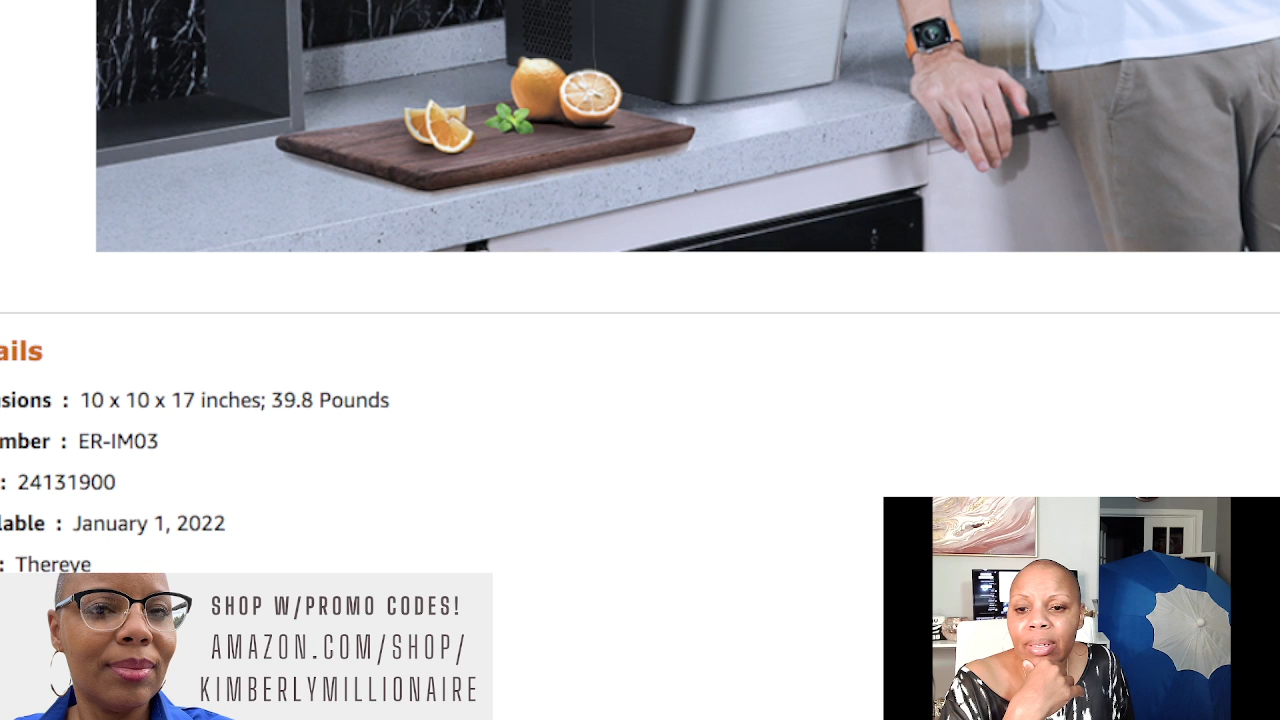 ails
sions : 10 x 10 x 17 inches; 39.8 Pounds
mber : ER-IM03
: 24131900
lable : January 1, 2022
: Thereye
SHOP W/PROMO CODES!
AMAZON.COM/SHOP/
KIMBERLYMILLIONAIRE